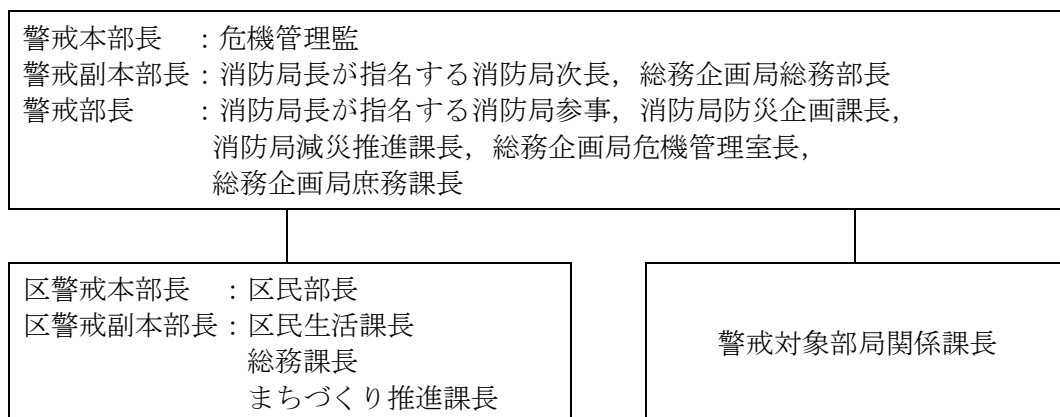 警戒本部長　：危機管理監
警戒副本部長：消防局長が指名する消防局次長，総務企画局総務部長
警戒部長　　：消防局長が指名する消防局参事，消防局防災企画課長，
消防局減災推進課長，総務企画局危機管理室長，
総務企画局庶務課長
区警戒本部長　：区民部長
区警戒副本部長：区民生活課長
総務課長
まちづくり推進課長
警戒対象部局関係課長